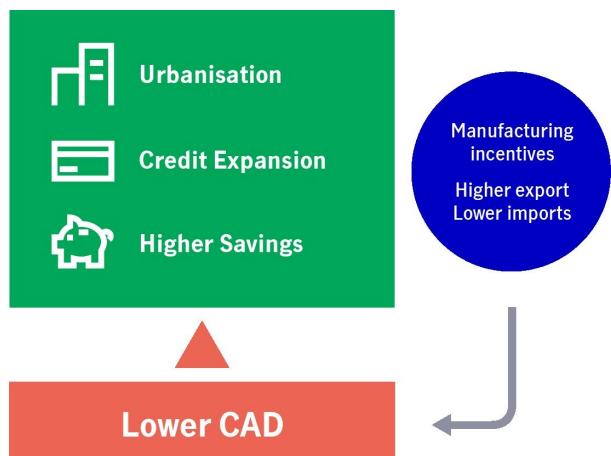 Urbanisation
Credit Expansion
Higher Savings
Manufacturing
incentives
Higher export
Lower imports
Lower CAD